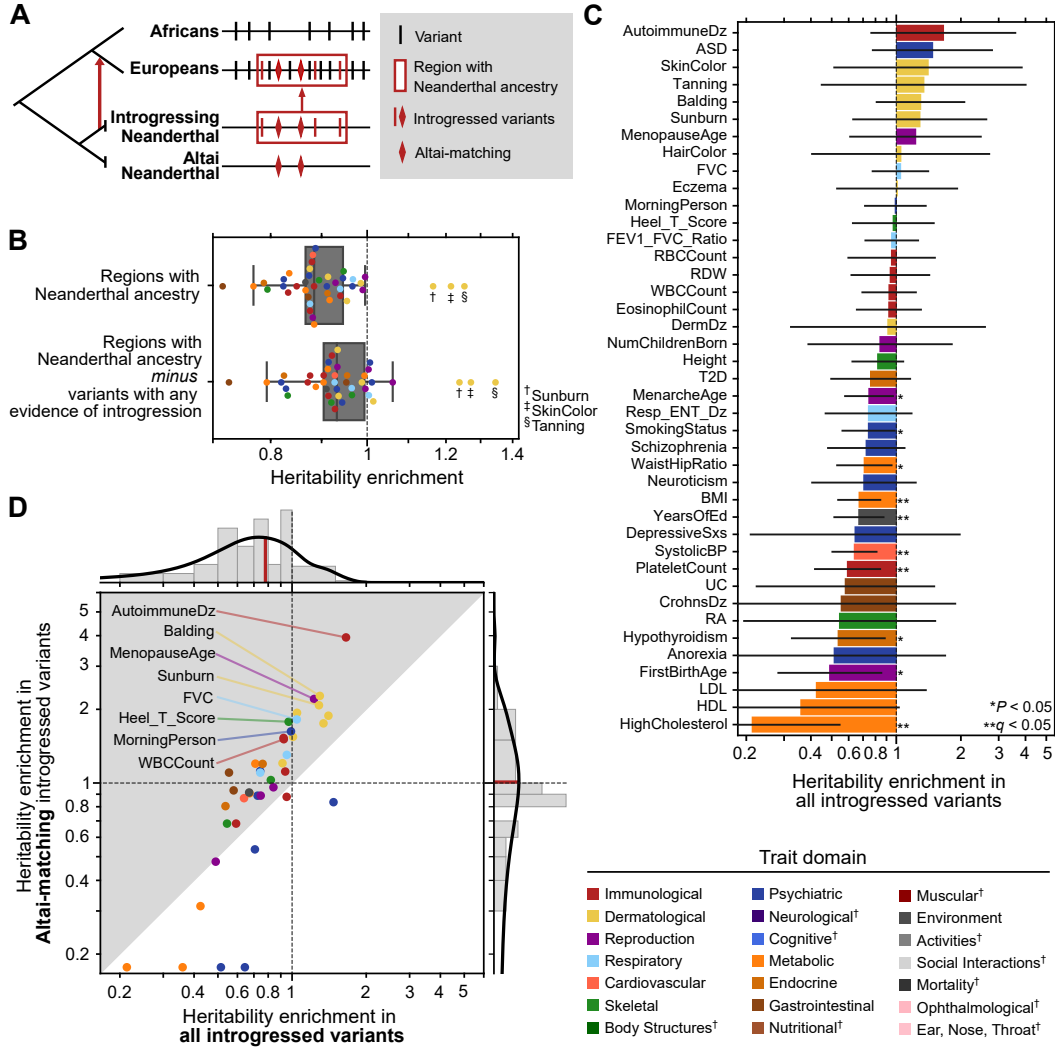 A
Africans
Europeans
Introgressing
Neanderthal
Altai
Neanderthal
Variant
Region with
Neanderthal ancestry
Introgressed variants
Altai-matching
B
Regions with
Neanderthal ancestry
Regions with
Neanderthal ancestry
minus
variants with any
evidence of introgression
† ‡ §
† ‡ §
†Sunburn
‡SkinColor
§Tanning
0.8 1 1.2 1.4
Heritability enrichment
C
AutoimmuneDz
ASD
SkinColor
Tanning
Balding
Sunburn
MenopauseAge
HairColor
FVC
Eczema
MorningPerson
Heel_T_Score
FEV1_FVC_Ratio
RBCCount
RDW
WBCCount
EosinophilCount
DermDz
NumChildrenBorn
Height
T2D
MenarcheAge *
Resp_ENT_Dz
SmokingStatus *
Schizophrenia
WaistHipRatio *
Neuroticism
BMI **
YearsOfEd **
DepressiveSxs
SystolicBP **
PlateletCount **
UC
CrohnsDz
RA
Hypothyroidism *
Anorexia
FirstBirthAge *
LDL
HDL
HighCholesterol **
*P < 0.05
**q < 0.05
0.2 0.4 0.6 0.8 1 2 3 4 5
Heritability enrichment in
all introgressed variants
D
AutoimmuneDz
Balding
MenopauseAge
Sunburn
FVC
Heel_T_Score
MorningPerson
WBCCount
5
4
3
2
1
0.8
0.6
0.4
0.2
Heritability enrichment in
Altai-matching introgressed variants
0.2 0.4 0.6 0.8 1 2 3 4 5
Heritability enrichment in
all introgressed variants
Trait domain
Immunological
Dermatological
Reproduction
Respiratory
Cardiovascular
Skeletal
Body Structures†
Psychiatric
Neurological†
Cognitive†
Metabolic
Endocrine
Gastrointestinal
Nutritional†
Muscular†
Environment
Activities†
Social Interactions†
Mortality†
Ophthalmological†
Ear, Nose, Throat†